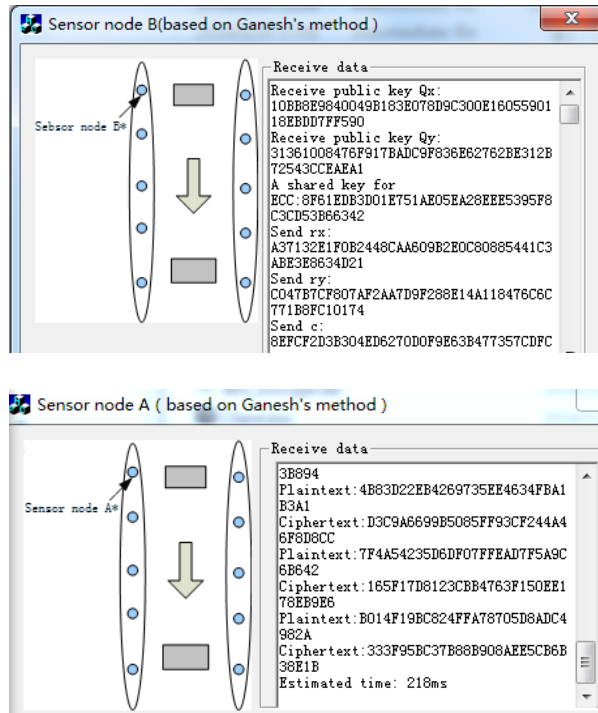 Sensor node B(based on Ganesh's method )
Receive data
Sebsor node B*
Receive public key Qx:
10BB8E9840049B183E078D9C300E16055901
18EBDD7FF590
Receive public key Qy:
31361008476F917BADC9F836E62762BE312B
72543CCEAEA1
A shared key for
ECC:8F61EDB3D01E751AE05EA28EEE5395F8
C3CD53B66342
Send rx:
A37132E1F0B2448CAA609B2E0C80885441C3
ABE3E8634D21
Send ry:
C047B7CF807AF2AA7D9F288E14A118476C6C
771B8FC10174
Send c:
8EFCF2D3B304ED6270D0F9E63B477357CDFC
Sensor node A ( based on Ganesh's method )
Receive data
Sensor node A*
3B894
Plaintext:4B83D22EB4269735EE4634FBA1
B3A1
Ciphertext:D3C9A6699B5085FF93CF244A4
6F8D8CC
Plaintext:7F4A54235D6DF07FFEAD7F5A9C
6B642
Ciphertext:165F17D8123CBB4763F150EE1
78EB9E6
Plaintext:B014F19BC824FFA78705D8ADC4
982A
Ciphertext:333F95BC37B88B908AEE5CB6B
38E1B
Estimated time: 218ms